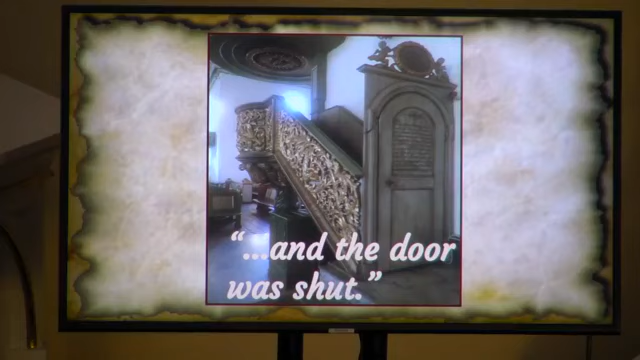 “...and the door
was shut.”